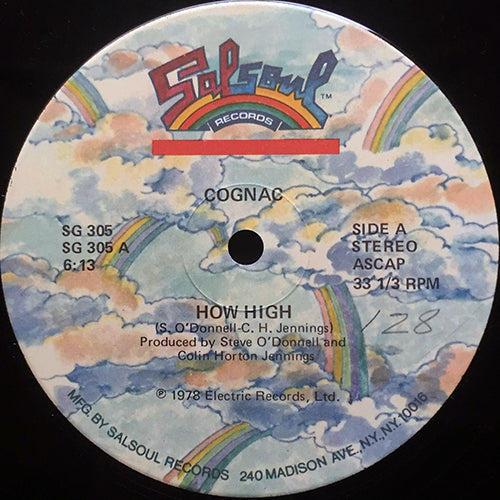 Salsoul TM
RECORDS
COGNAC
SG 305
SG 305 A
6:13
SIDE A
STEREO
ASCAP
33 1/3 RPM
128
HOW HIGH
(S. O'Donnell-C. H. Jennings)
Produced by Steve O'Donnell and
Colin Horton Jennings
℗ 1978 Electric Records, Ltd.
MFG. BY SALSOUL RECORDS 240 MADISON AVE., N.Y., N.Y. 10016